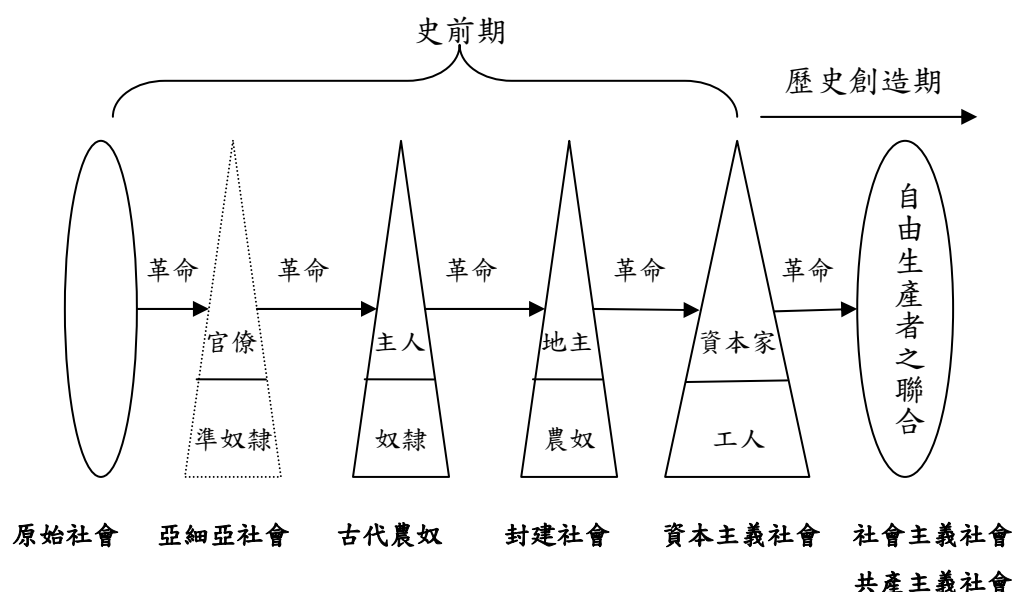 史前期
歷史創造期
革命
革命
革命
革命
革命
官僚
準奴隸
主人
奴隸
地主
農奴
資本家
工人
自由生產者之聯合
原始社會
亞細亞社會
古代農奴
封建社會
資本主義社會
社會主義社會
共產主義社會